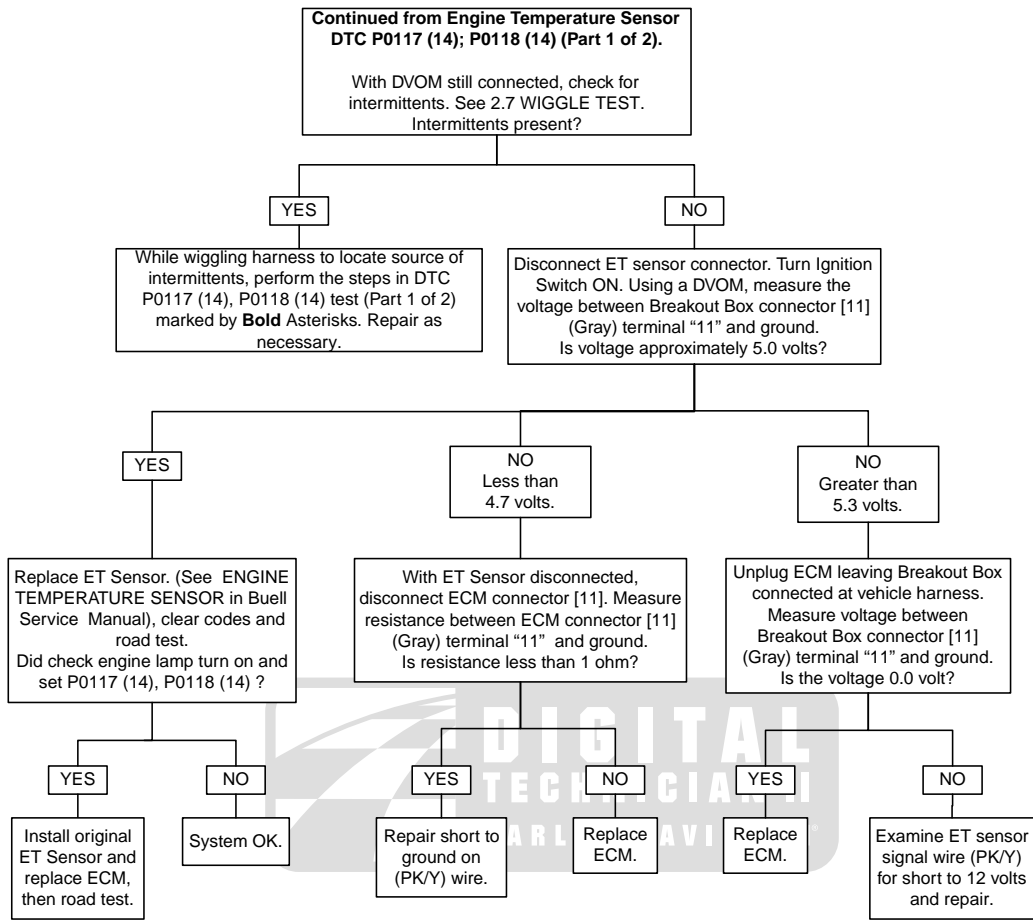 Continued from Engine Temperature Sensor
DTC P0117 (14); P0118 (14) (Part 1 of 2).
With DVOM still connected, check for
intermittents. See 2.7 WIGGLE TEST.
Intermittents present?
YES
NO
While wiggling harness to locate source of
intermittents, perform the steps in DTC
P0117 (14), P0118 (14) test (Part 1 of 2)
marked by Bold Asterisks. Repair as
necessary.
Disconnect ET sensor connector. Turn Ignition
Switch ON. Using a DVOM, measure the
voltage between Breakout Box connector [11]
(Gray) terminal “11” and ground.
Is voltage approximately 5.0 volts?
YES
NO
Less than
4.7 volts.
NO
Greater than
5.3 volts.
Replace ET Sensor. (See ENGINE
TEMPERATURE SENSOR in Buell
Service Manual), clear codes and
road test.
Did check engine lamp turn on and
set P0117 (14), P0118 (14) ?
With ET Sensor disconnected,
disconnect ECM connector [11]. Measure
resistance between ECM connector [11]
(Gray) terminal “11” and ground.
Is resistance less than 1 ohm?
Unplug ECM leaving Breakout Box
connected at vehicle harness.
Measure voltage between
Breakout Box connector [11]
(Gray) terminal “11” and ground.
Is the voltage 0.0 volt?
DIGITAL
TECHNICIAN II
YES
NO
YES
NO
YES
NO
Install original
ET Sensor and
replace ECM,
then road test.
System OK.
Repair short to
ground on
(PK/Y) wire.
Replace
ECM.
Replace
ECM.
Examine ET sensor
signal wire (PK/Y)
for short to 12 volts
and repair.